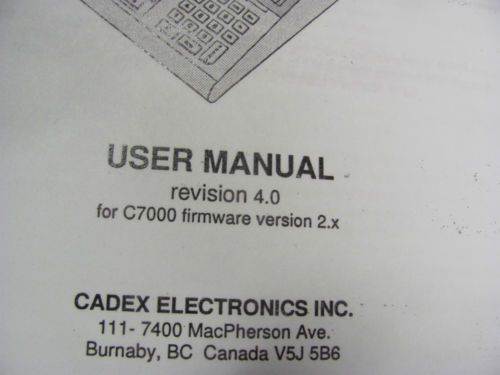 USER MANUAL
revision 4.0
for C7000 firmware version 2.x
CADEX ELECTRONICS INC.
111- 7400 MacPherson Ave.
Burnaby, BC Canada V5J 5B6